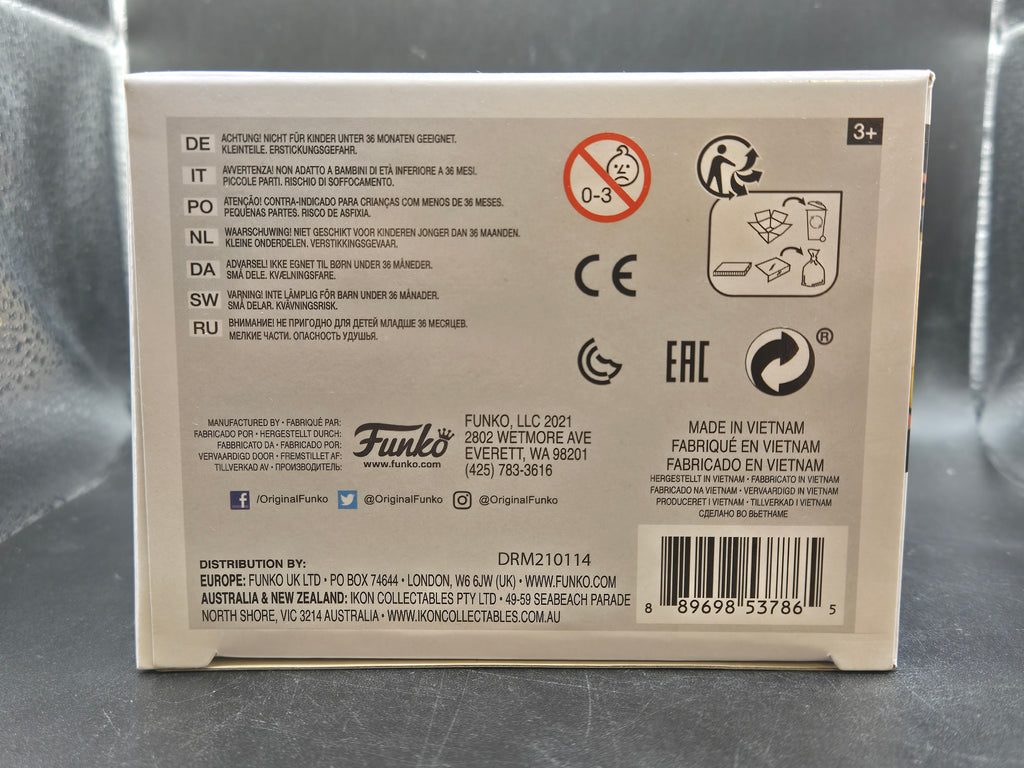 3+
DE ACHTUNG! NICHT FÜR KINDER UNTER 36 MONATEN GEEIGNET.
KLEINTEILE. ERSTICKUNGSGEFAHR.
IT AVVERTENZA! NON ADATTO A BAMBINI DI ETÀ INFERIORE A 36 MESI.
PICCOLE PARTI. RISCHIO DI SOFFOCAMENTO.
PO ATENÇÃO! CONTRA-INDICADO PARA CRIANÇAS COM MENOS DE 36 MESES.
PEQUENAS PARTES. RISCO DE ASFIXIA.
NL WAARSCHUWING! NIET GESCHIKT VOOR KINDEREN JONGER DAN 36 MAANDEN.
KLEINE ONDERDELEN. VERSTIKKINGSGEVAAR.
DA ADVARSEL! IKKE EGNET TIL BØRN UNDER 36 MÅNEDER.
SMÅ DELE. KVÆLNINGSFARE.
SW VARNING! INTE LÄMPLIG FÖR BARN UNDER 36 MÅNADER.
SMÅ DELAR. KVÄVNINGSRISK.
RU ВНИМАНИЕ! НЕ ПРИГОДНО ДЛЯ ДЕТЕЙ МЛАДШЕ 36 МЕСЯЦЕВ.
МЕЛКИЕ ЧАСТИ. ОПАСНОСТЬ УДУШЬЯ.
0-3
CE
EAC
®
MANUFACTURED BY • FABRIQUÉ PAR:
FABRICADO POR • HERGESTELLT DURCH:
FABBRICATO DA • FABRICADO POR:
VERVAARDIGD DOOR • FREMSTILLET AF:
TILLVERKAD AV • ПРОИЗВОДИТЕЛЬ:
Funko
www.funko.com
FUNKO, LLC 2021
2802 WETMORE AVE
EVERETT, WA 98201
(425) 783-3616
/OriginalFunko @OriginalFunko @OriginalFunko
MADE IN VIETNAM
FABRIQUÉ EN VIETNAM
FABRICADO EN VIETNAM
HERGESTELLT IN VIETNAM • FABBRICATO IN VIETNAM
FABRICADO NA VIETNAM • VERVAARDIGD IN VIETNAM
PRODUCERET I VIETNAM • TILLVERKAD I VIETNAM
СДЕЛАНО ВО ВЬЕТНАМЕ
DRM210114
DISTRIBUTION BY:
EUROPE: FUNKO UK LTD • PO BOX 74644 • LONDON, W6 6JW (UK) • WWW.FUNKO.COM
AUSTRALIA & NEW ZEALAND: IKON COLLECTABLES PTY LTD • 49-59 SEABEACH PARADE
NORTH SHORE, VIC 3214 AUSTRALIA • WWW.IKONCOLLECTABLES.COM.AU
8 89698 53786 5